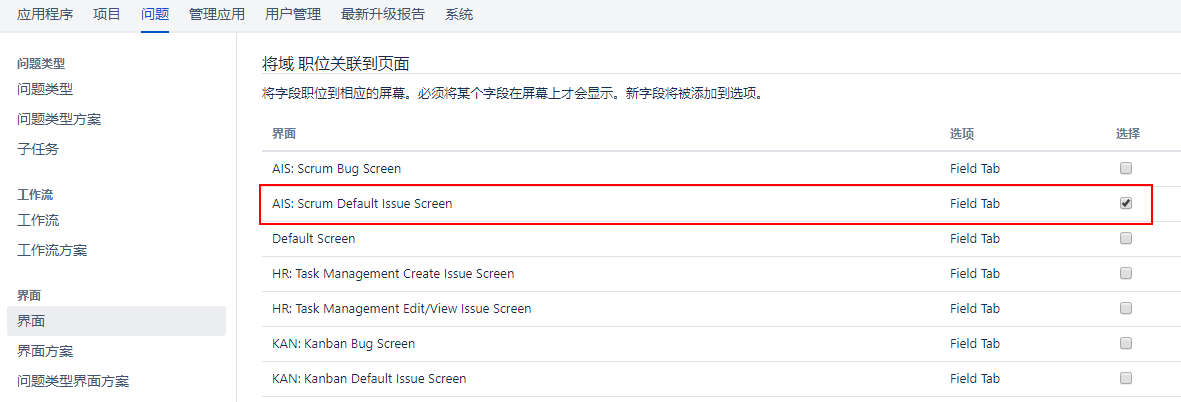 应用程序 项目 问题 管理应用 用户管理 最新升级报告 系统
问题类型
问题类型
问题类型方案
子任务
工作流
工作流
工作流方案
界面
界面
界面方案
问题类型界面方案
将域 职位关联到页面
将字段职位到相应的屏幕。必须将某个字段在屏幕上才会显示。新字段将被添加到选项。
界面 选项 选择
AIS: Scrum Bug Screen Field Tab
AIS: Scrum Default Issue Screen Field Tab
Default Screen Field Tab
HR: Task Management Create Issue Screen Field Tab
HR: Task Management Edit/View Issue Screen Field Tab
KAN: Kanban Bug Screen Field Tab
KAN: Kanban Default Issue Screen Field Tab